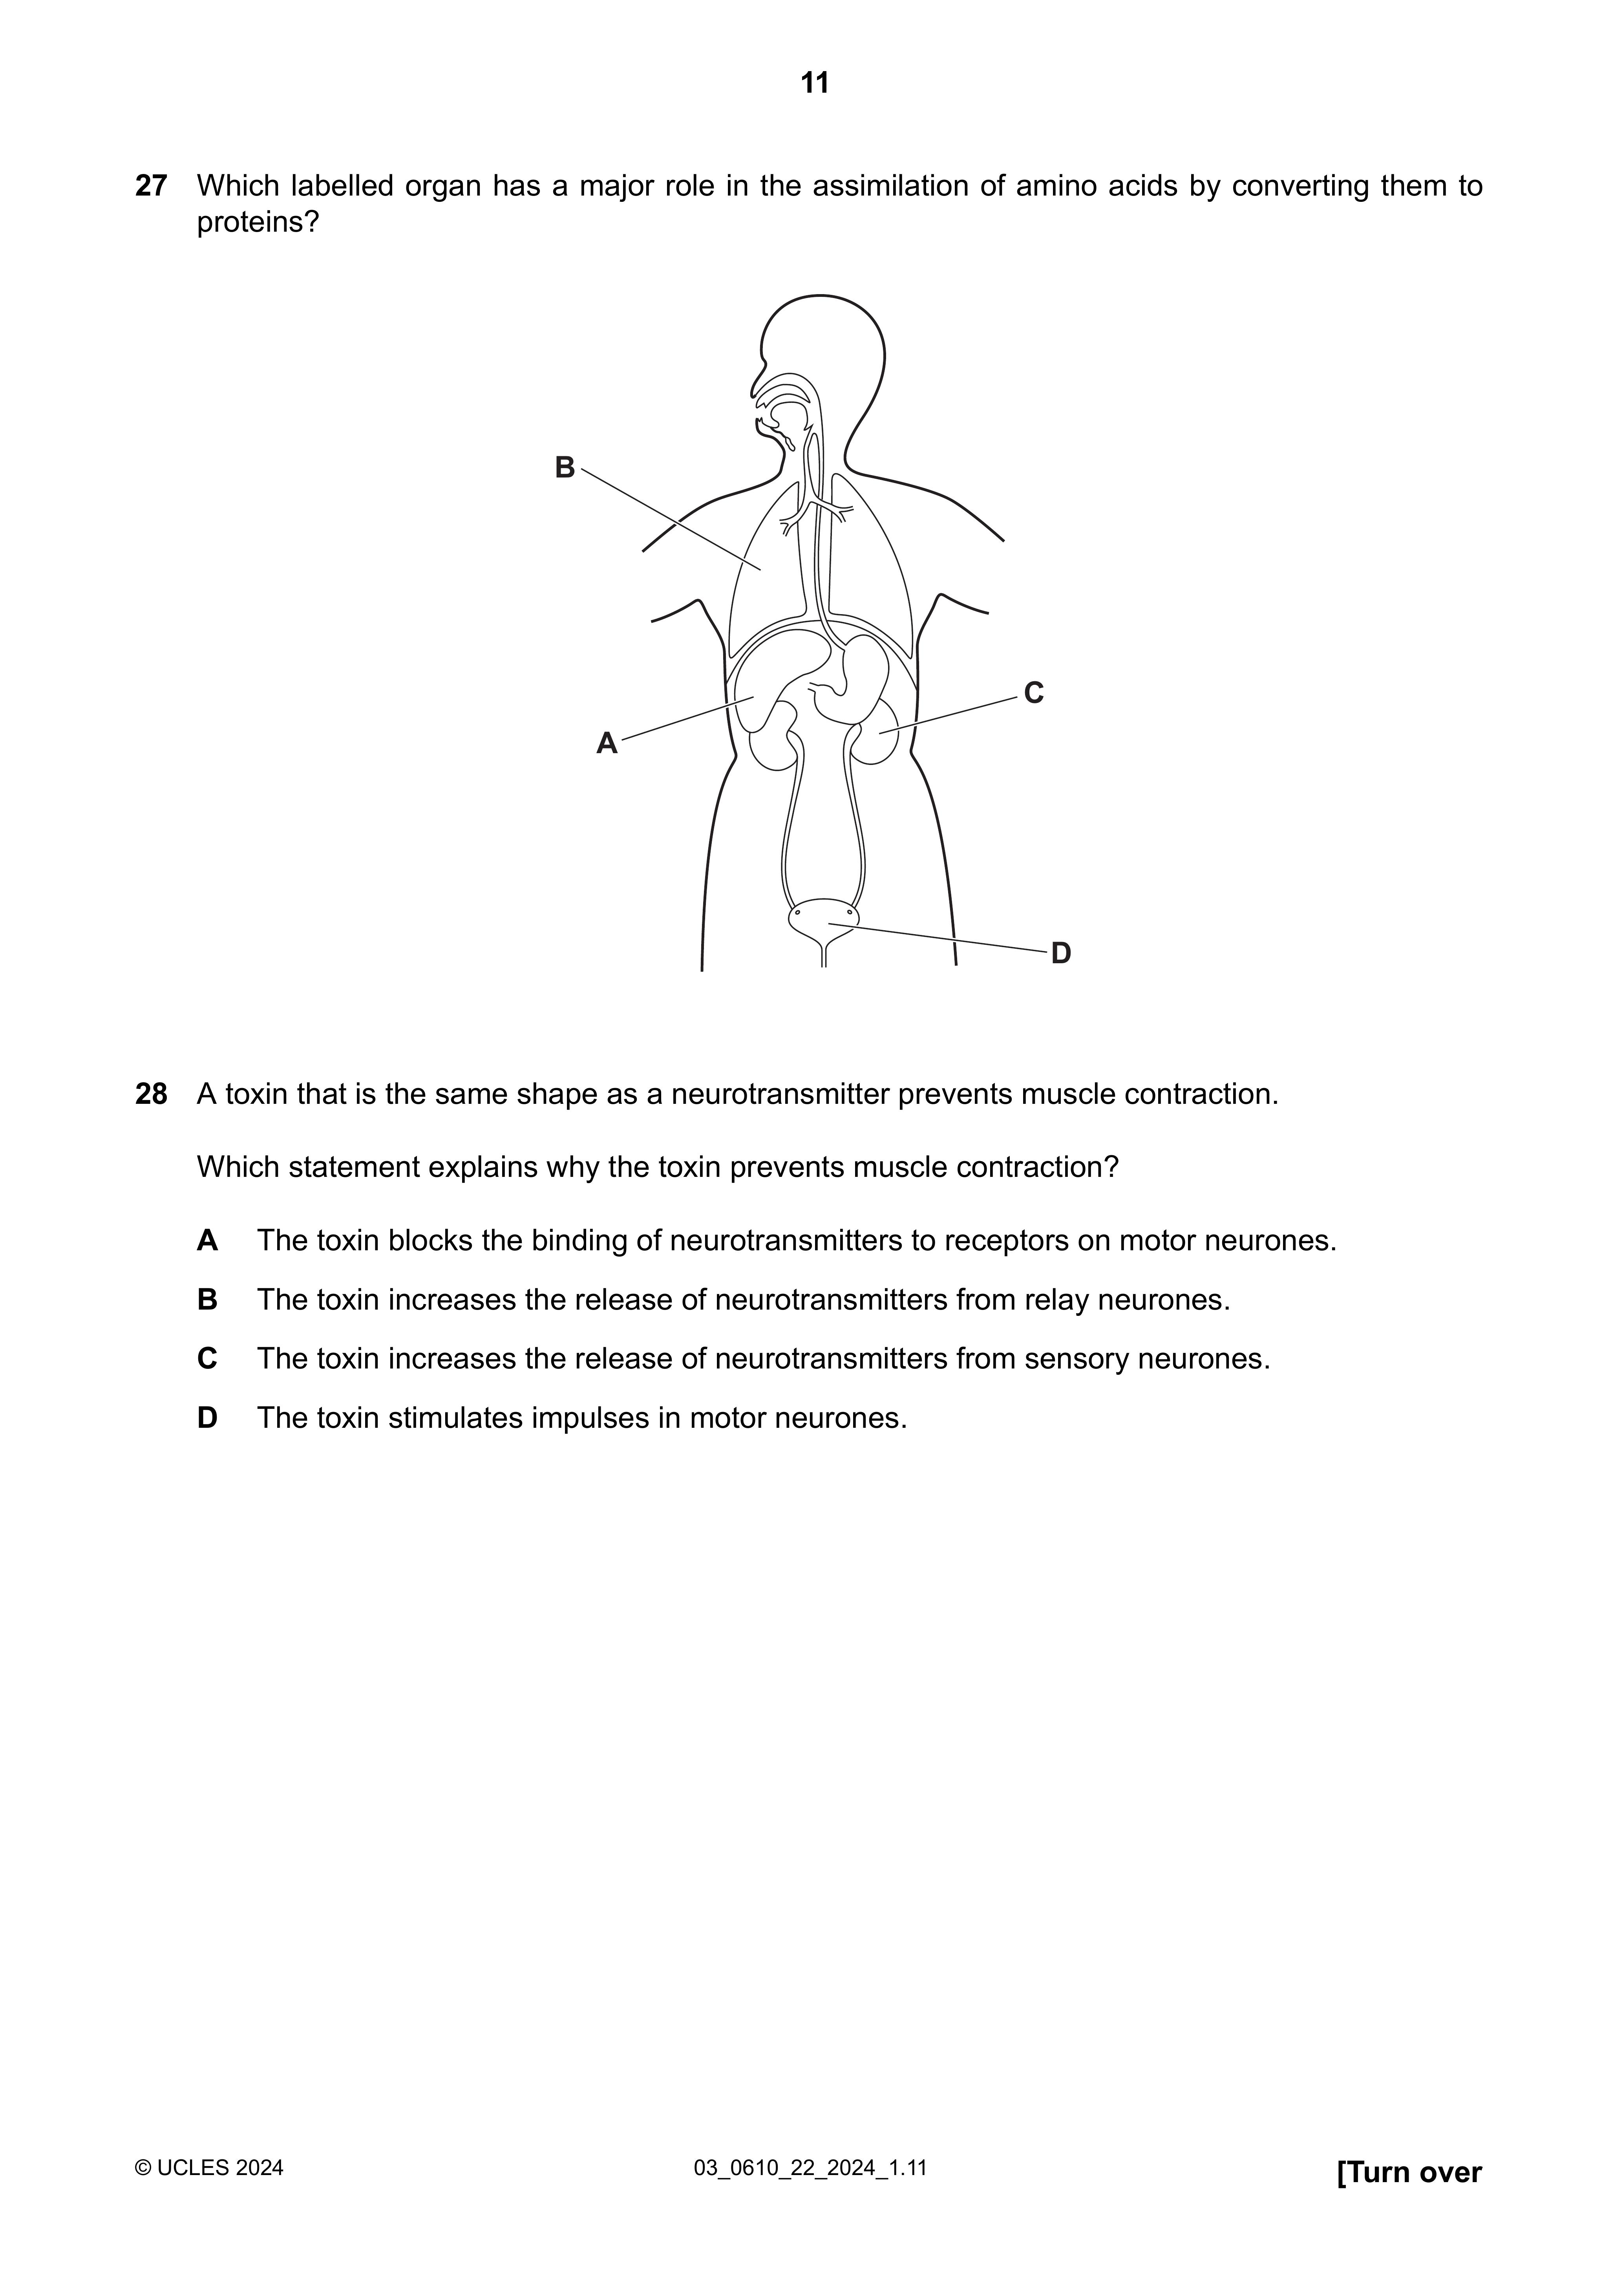 11
27 Which labelled organ has a major role in the assimilation of amino acids by converting them to
proteins?
B
C
A
D
28 A toxin that is the same shape as a neurotransmitter prevents muscle contraction.
Which statement explains why the toxin prevents muscle contraction?
A The toxin blocks the binding of neurotransmitters to receptors on motor neurones.
B The toxin increases the release of neurotransmitters from relay neurones.
C The toxin increases the release of neurotransmitters from sensory neurones.
D The toxin stimulates impulses in motor neurones.
© UCLES 2024 03_0610_22_2024_1.11 [Turn over